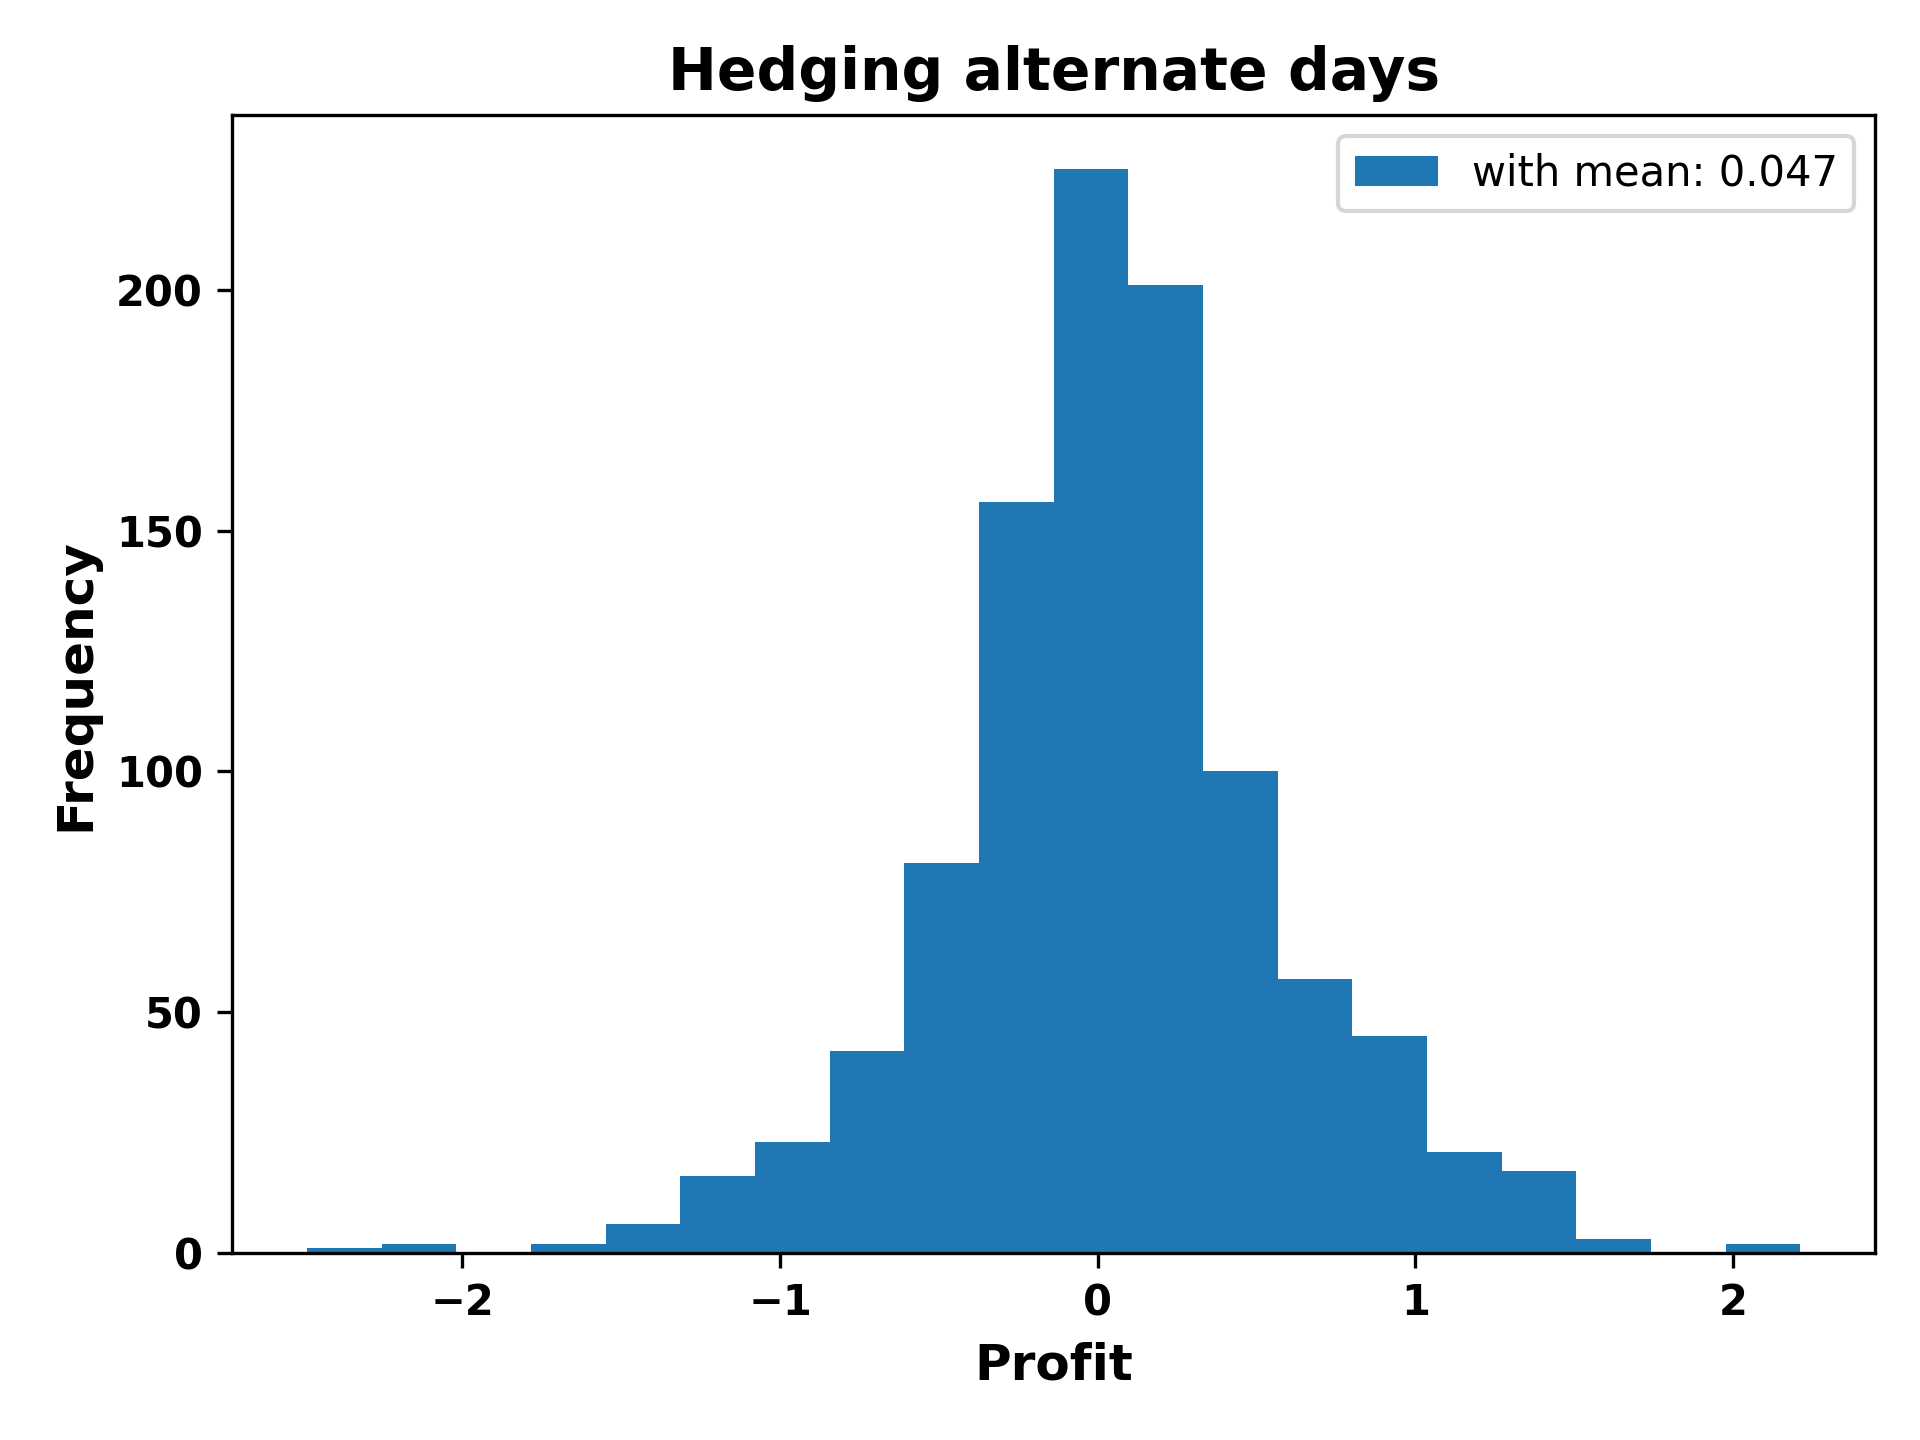 Hedging alternate days
with mean: 0.047
Frequency
200
150
100
50
0
−2 −1 0 1 2
Profit